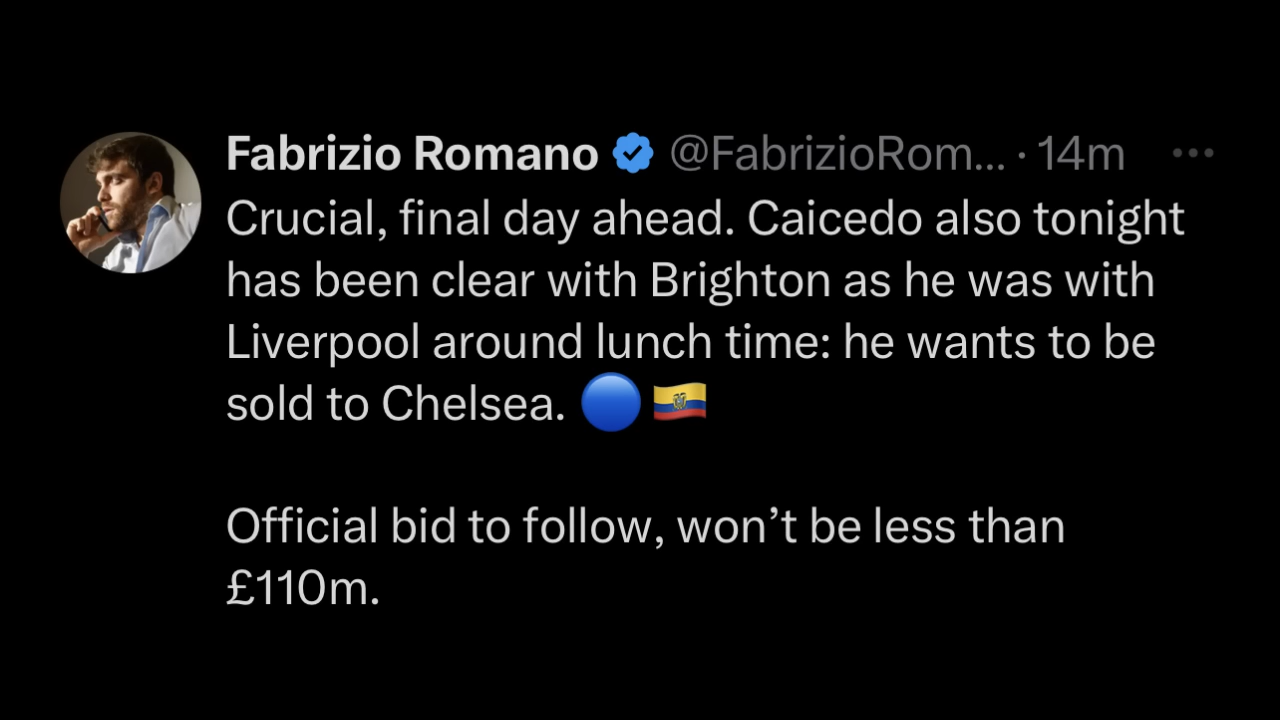 Fabrizio Romano @FabrizioRom... · 14m
Crucial, final day ahead. Caicedo also tonight
has been clear with Brighton as he was with
Liverpool around lunch time: he wants to be
sold to Chelsea. 🔵 🇪🇨
Official bid to follow, won’t be less than
£110m.